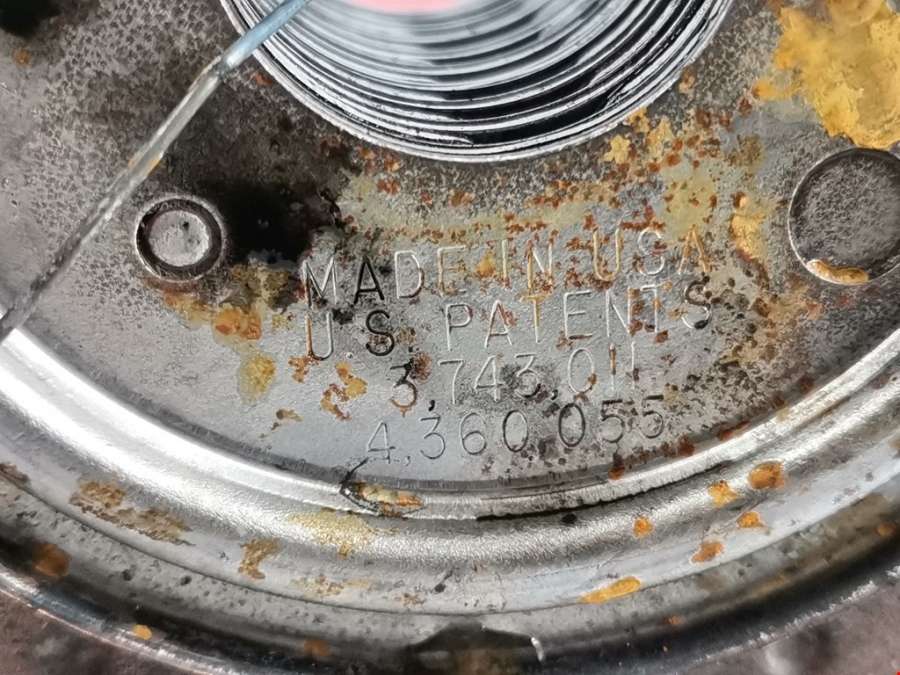 MADE IN USA
U.S. PATENTS
3,743,011
4,360,055